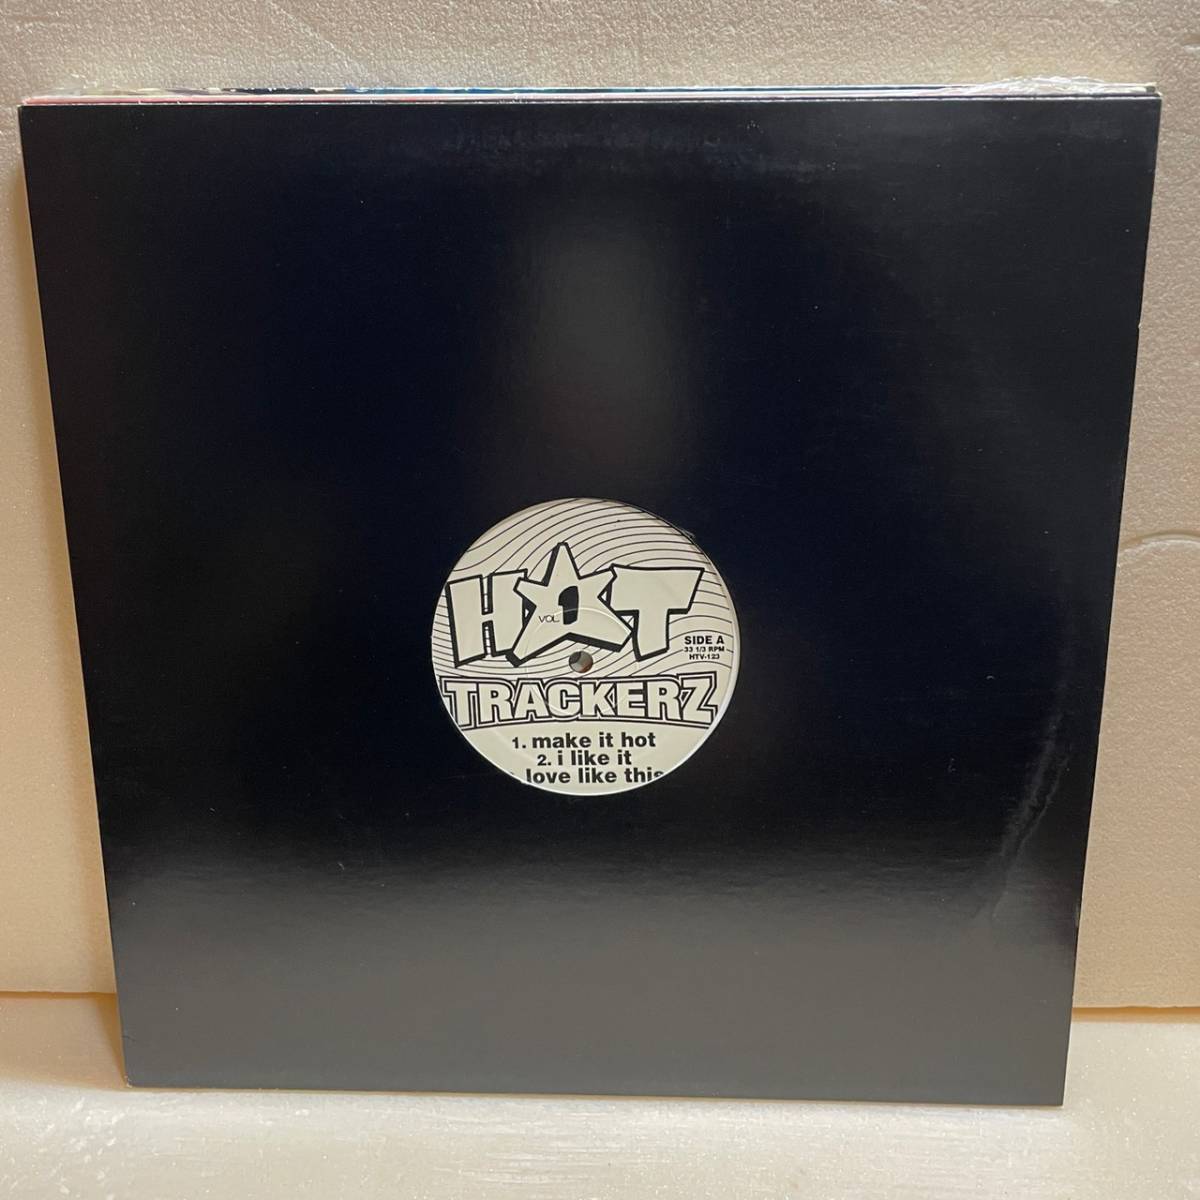 HOT
VOL. 1
SIDE A
33 1/3 RPM
HTV-123
TRACKERZ
1. make it hot
2. i like it
love like this